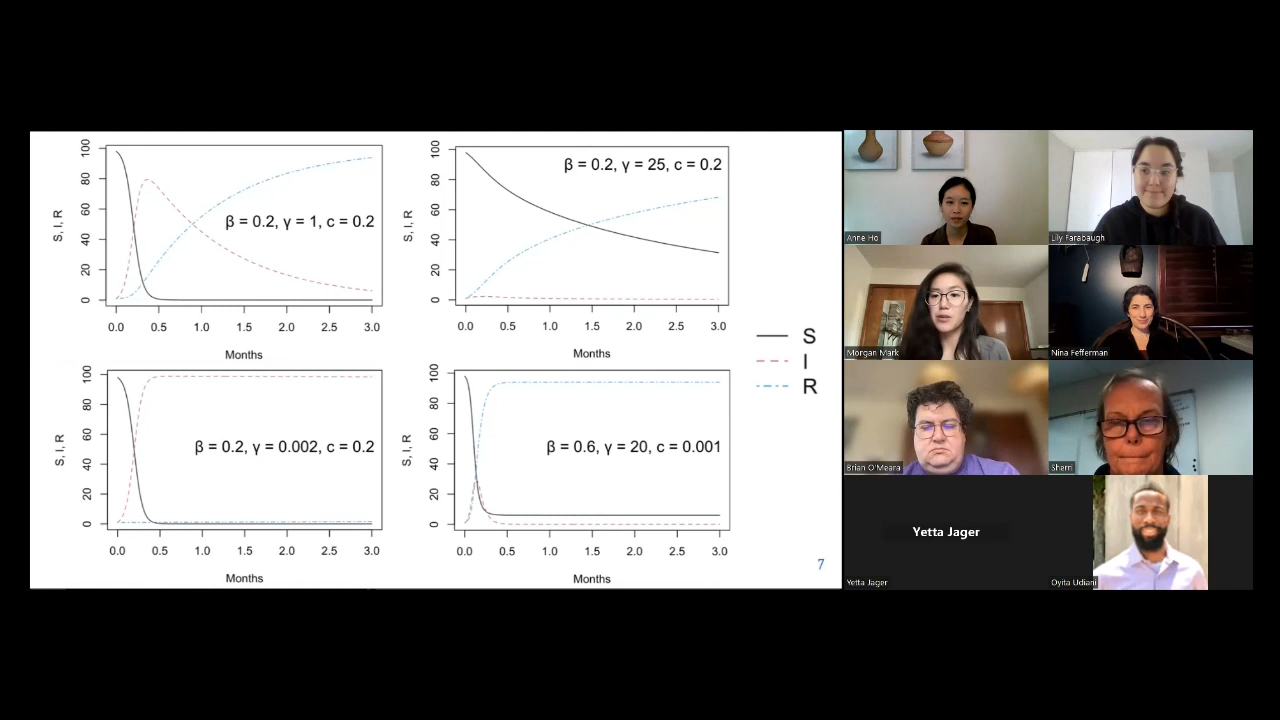 100
80
60
40
20
0
S, I, R
β = 0.2, γ = 1, c = 0.2
0.0 0.5 1.0 1.5 2.0 2.5 3.0
Months
100
80
60
40
20
0
S, I, R
β = 0.2, γ = 25, c = 0.2
0.0 0.5 1.0 1.5 2.0 2.5 3.0
Months
S
I
R
100
80
60
40
20
0
S, I, R
β = 0.2, γ = 0.002, c = 0.2
0.0 0.5 1.0 1.5 2.0 2.5 3.0
Months
100
80
60
40
20
0
S, I, R
β = 0.6, γ = 20, c = 0.001
0.0 0.5 1.0 1.5 2.0 2.5 3.0
Months
7
Anne Ho
Lily Farabaugh
Morgan Mark
Nina Fefferman
Brian O'Meara
Sherri
Yetta Jager
Yetta Jager
Oyita Udiani